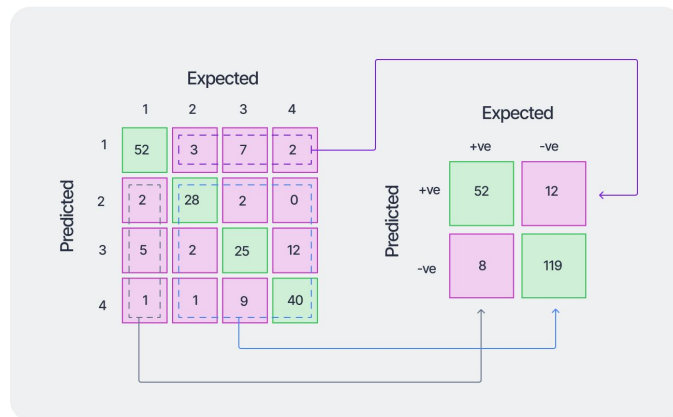 Expected
1 2 3 4
Predicted
1 52 3 7 2
2 2 28 2 0
3 5 2 25 12
4 1 1 9 40
Expected
+ve -ve
Predicted
+ve 52 12
-ve 8 119